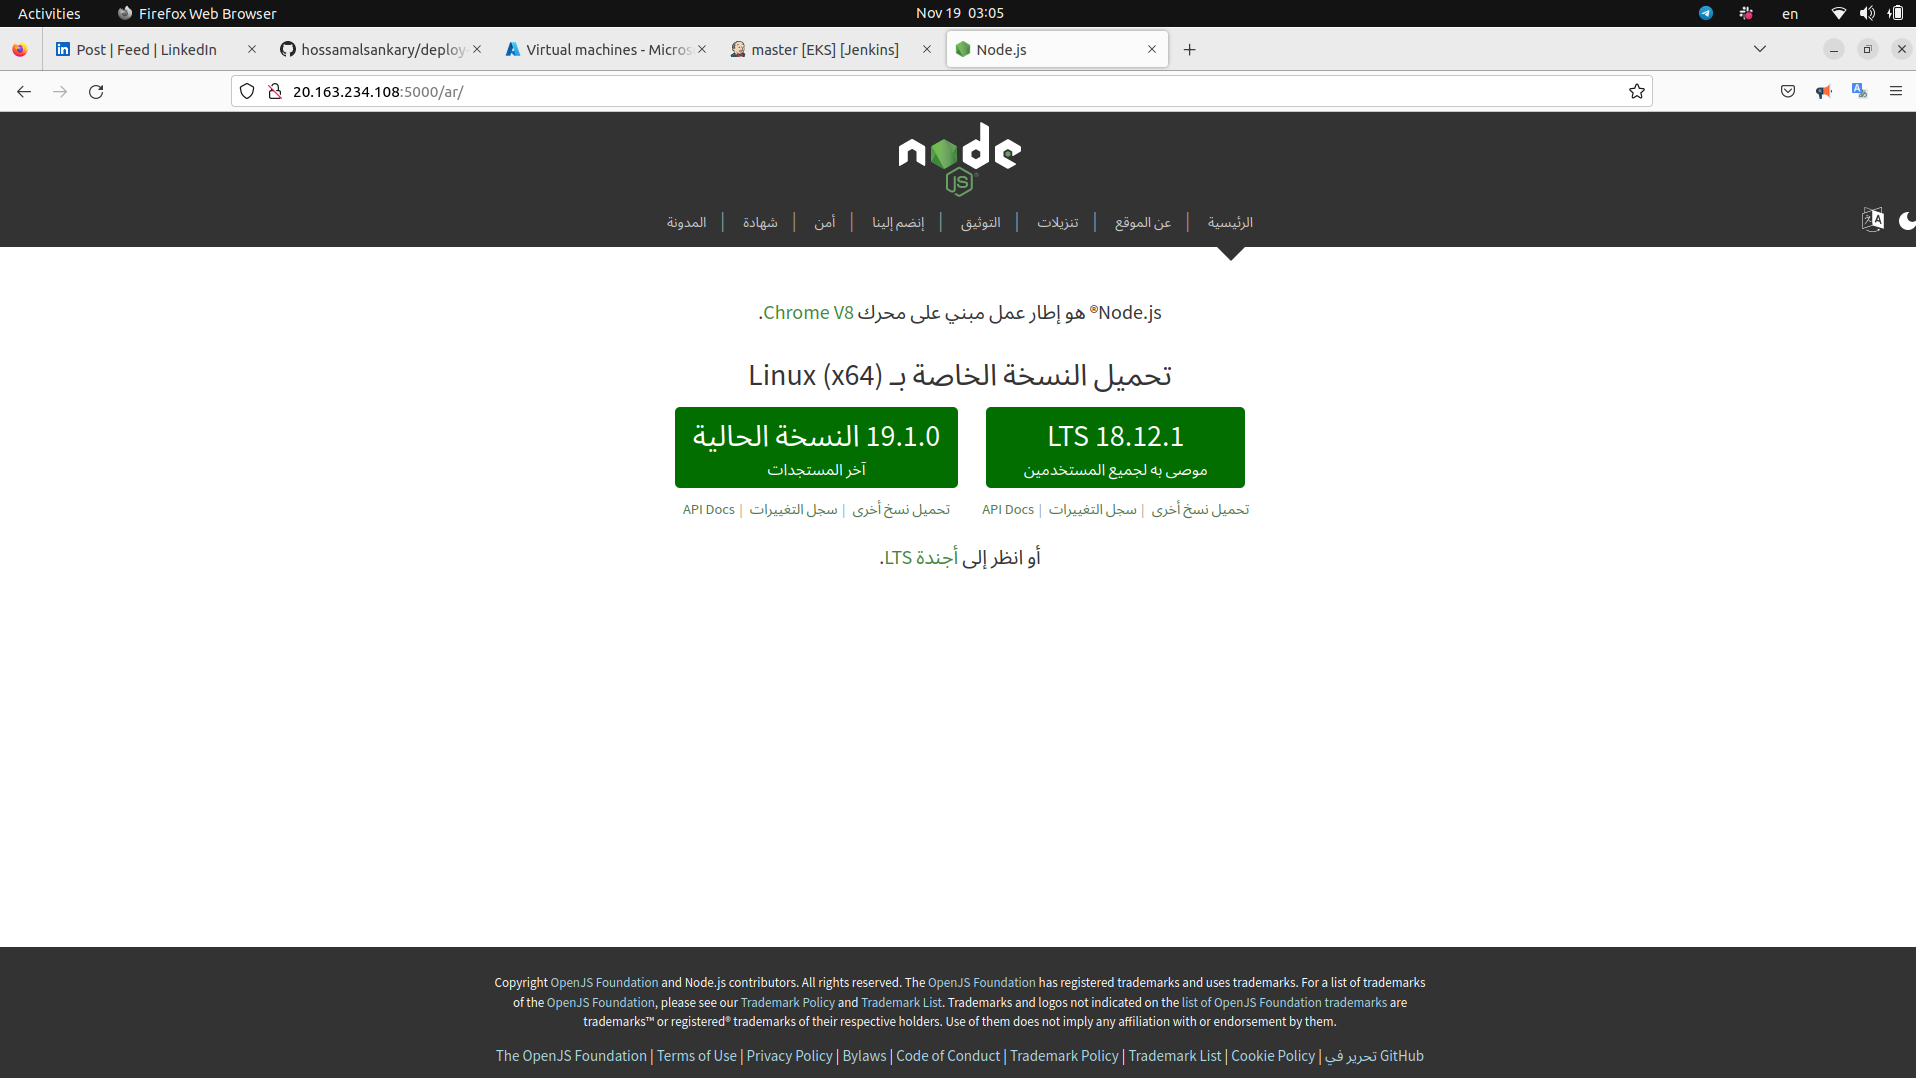 Activities
Firefox Web Browser
Nov 19 03:05
en
Post | Feed | LinkedIn
hossamalsankary/deploy
Virtual machines - Micros
master [EKS] [Jenkins]
Node.js
20.163.234.108:5000/ar/
node
JS
الرئيسية | عن الموقع | تنزيلات | التوثيق | إنضم إلينا | أمن | شهادة | المدونة
Node.js® هو إطار عمل مبني على محرك Chrome V8.
تحميل النسخة الخاصة بـ Linux (x64)
18.12.1 LTS
موصى به لجميع المستخدمين
19.1.0 النسخة الحالية
آخر المستجدات
تحميل نسخ أخرى | سجل التغييرات | API Docs
تحميل نسخ أخرى | سجل التغييرات | API Docs
أو انظر إلى أجندة LTS.
Copyright OpenJS Foundation and Node.js contributors. All rights reserved. The OpenJS Foundation has registered trademarks and uses trademarks. For a list of trademarks
of the OpenJS Foundation, please see our Trademark Policy and Trademark List. Trademarks and logos not indicated on the list of OpenJS Foundation trademarks are
trademarks™ or registered® trademarks of their respective holders. Use of them does not imply any affiliation with or endorsement by them.
The OpenJS Foundation | Terms of Use | Privacy Policy | Bylaws | Code of Conduct | Trademark Policy | Trademark List | Cookie Policy | تحرير في GitHub